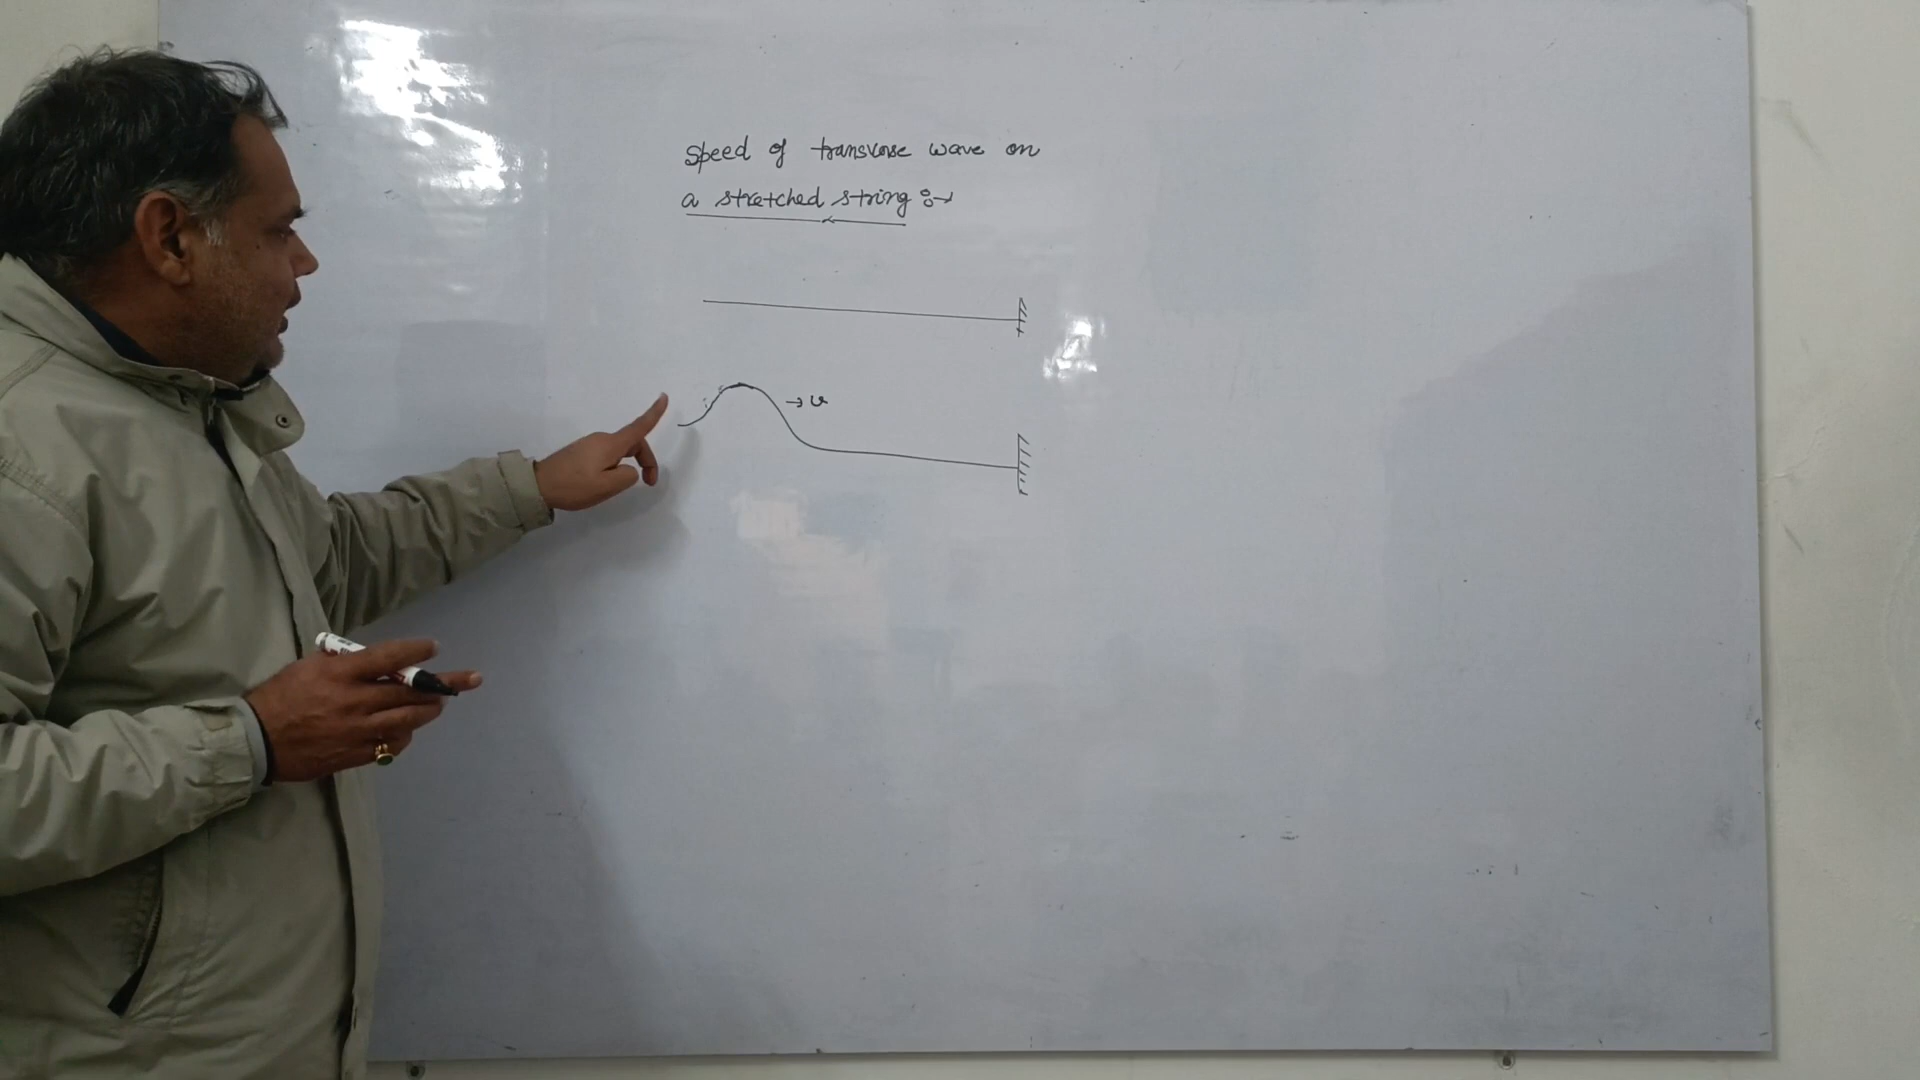 Speed of transverse wave on
a stretched string :→
→ v